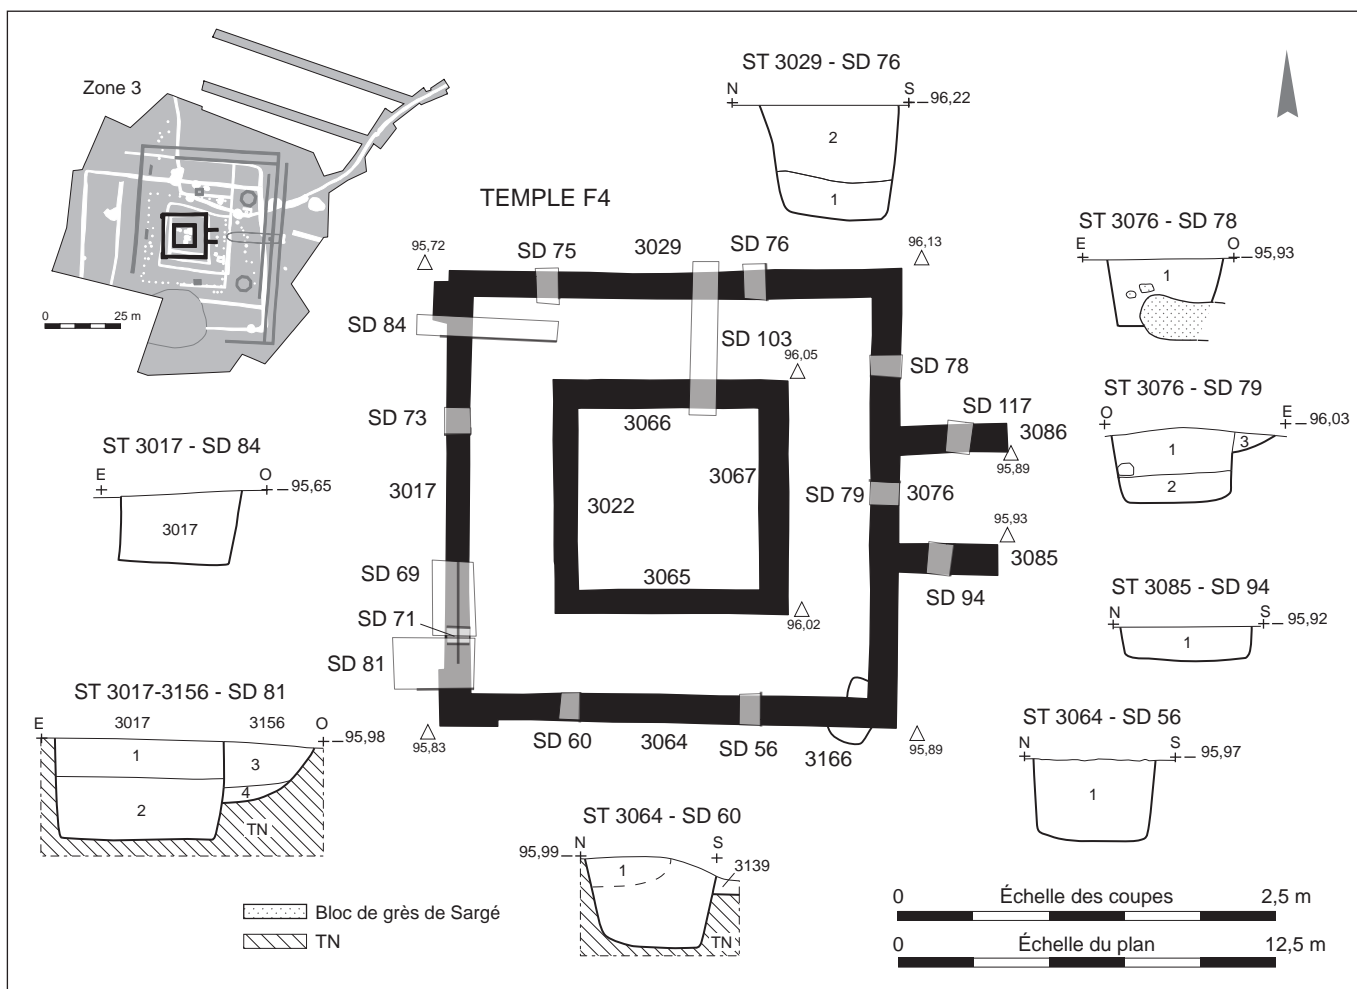 Zone 3
0 25 m
TEMPLE F4
ST 3029 - SD 76
N S 96,22
2
1
ST 3076 - SD 78
E O 95,93
1
ST 3076 - SD 79
O E 96,03
1 3
2
ST 3017 - SD 84
E O 95,65
3017
95,72
SD 75
3029
SD 76
96,13
SD 84
SD 103
96,05
SD 78
SD 73
3066
SD 117
3086
95,89
3017
3067
3022
SD 79
3076
95,93
3085
SD 69
3065
SD 94
SD 71
96,02
SD 81
95,83
SD 60
3064
SD 56
3166
95,89
ST 3085 - SD 94
N S 95,92
1
ST 3017-3156 - SD 81
E 3017 3156 O 95,98
1 3
2 4
TN
ST 3064 - SD 56
N S 95,97
1
ST 3064 - SD 60
95,99 N S
1 3139
TN
Bloc de grès de Sargé
TN
0 Échelle des coupes 2,5 m
0 Échelle du plan 12,5 m